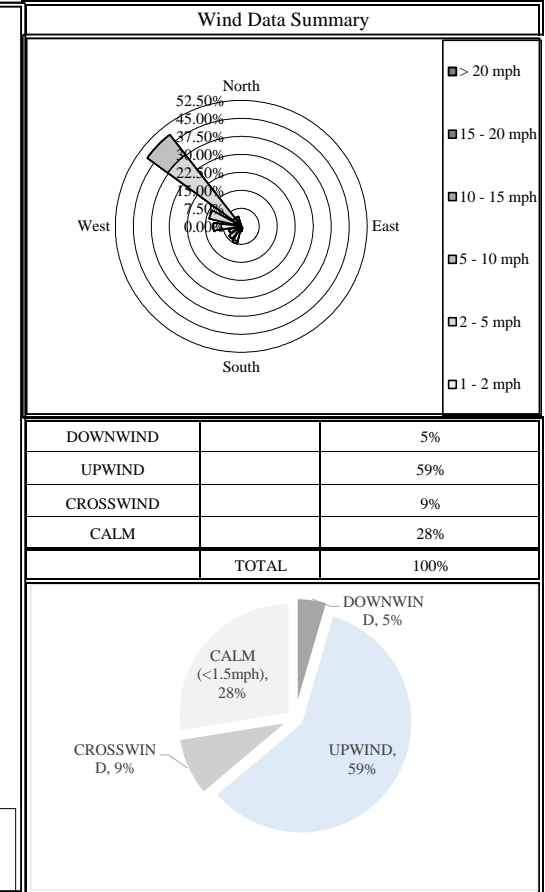 Wind Data Summary
North
52.50%
45.00%
37.50%
30.00%
22.50%
15.00%
7.50%
0.00%
West
East
South
> 20 mph
15 - 20 mph
10 - 15 mph
5 - 10 mph
2 - 5 mph
1 - 2 mph
DOWNWIND 5%
UPWIND 59%
CROSSWIND 9%
CALM 28%
TOTAL 100%
DOWNWIN
D, 5%
CALM
(<1.5mph),
28%
CROSSWIN
D, 9%
UPWIND,
59%